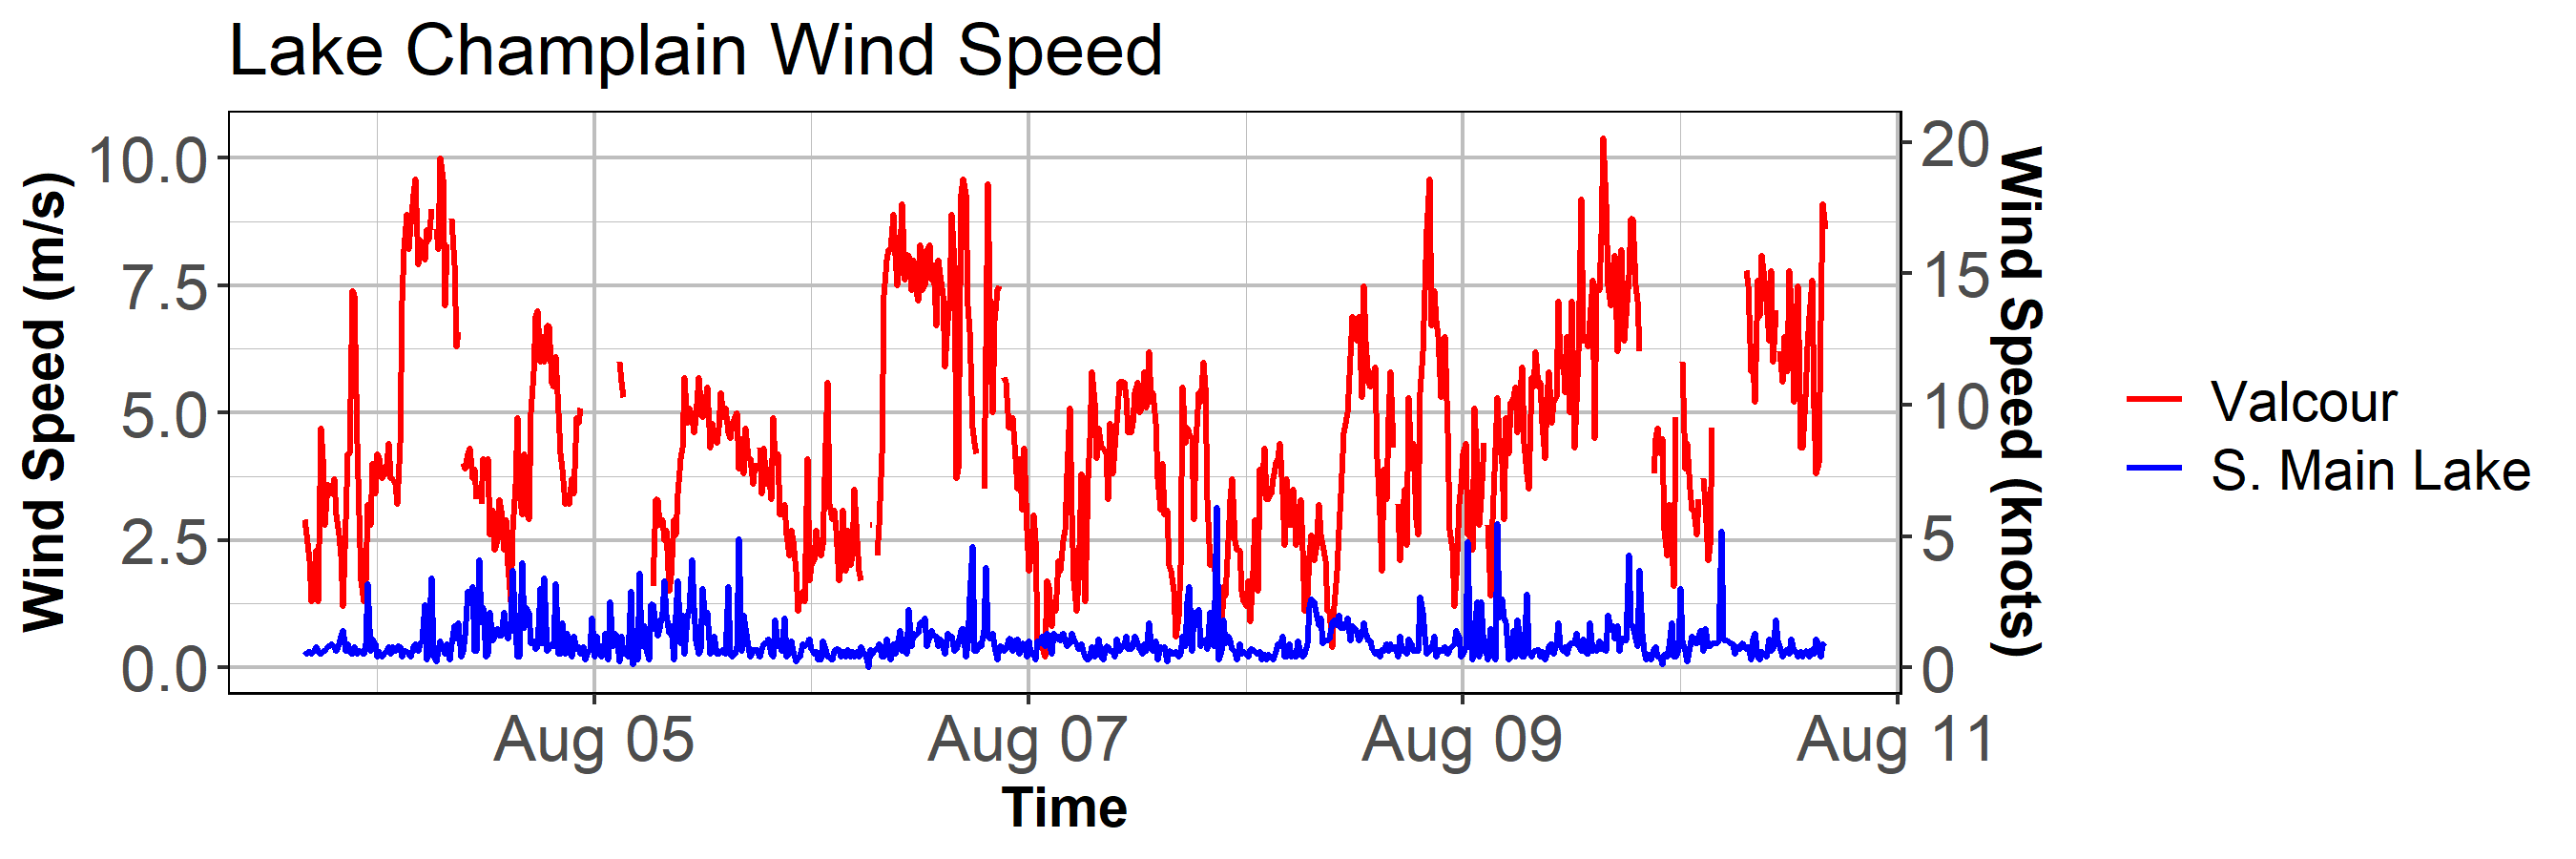 Lake Champlain Wind Speed
Wind Speed (m/s)
10.0
7.5
5.0
2.5
0.0
20
15
10
5
0
Wind Speed (knots)
Aug 05
Aug 07
Aug 09
Aug 11
Time
Valcour
S. Main Lake